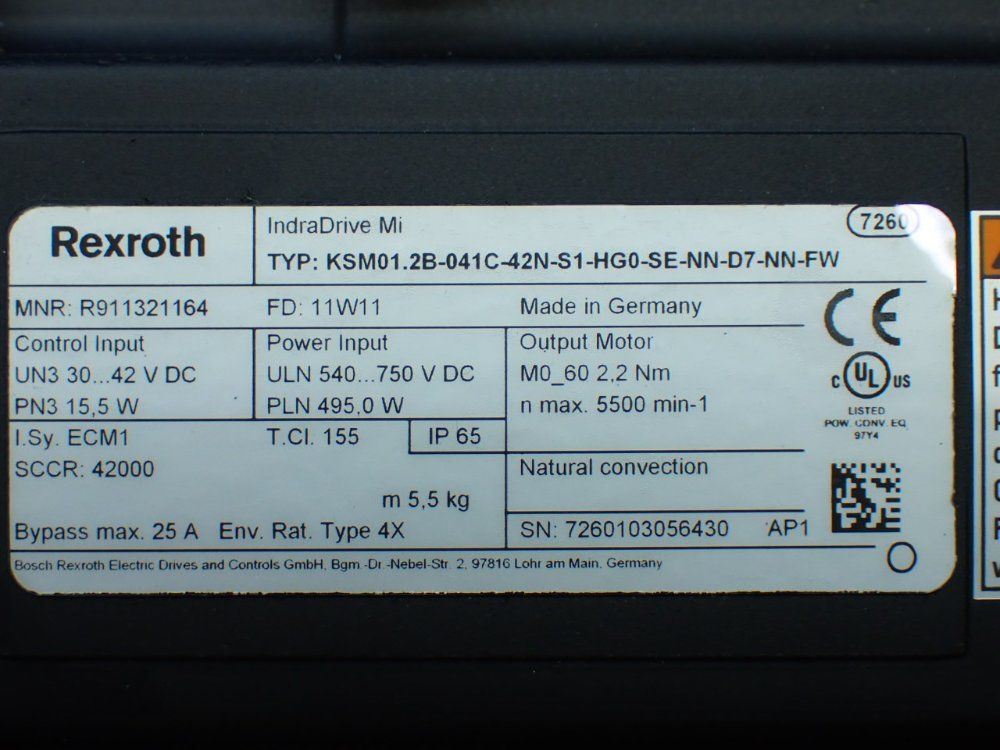 Rexroth
IndraDrive Mi
7260
TYP: KSM01.2B-041C-42N-S1-HG0-SE-NN-D7-NN-FW
MNR: R911321164 FD: 11W11 Made in Germany
CE
Control Input Power Input Output Motor
UN3 30...42 V DC ULN 540...750 V DC M0_60 2,2 Nm
PN3 15,5 W PLN 495,0 W n max. 5500 min-1
C UL US
LISTED
POW. CONV. EQ.
97Y4
I.Sy. ECM1 T.Cl. 155 IP 65
SCCR: 42000 Natural convection
m 5,5 kg
Bypass max. 25 A Env. Rat. Type 4X SN: 7260103056430 AP1
Bosch Rexroth Electric Drives and Controls GmbH, Bgm.-Dr.-Nebel-Str. 2, 97816 Lohr am Main, Germany